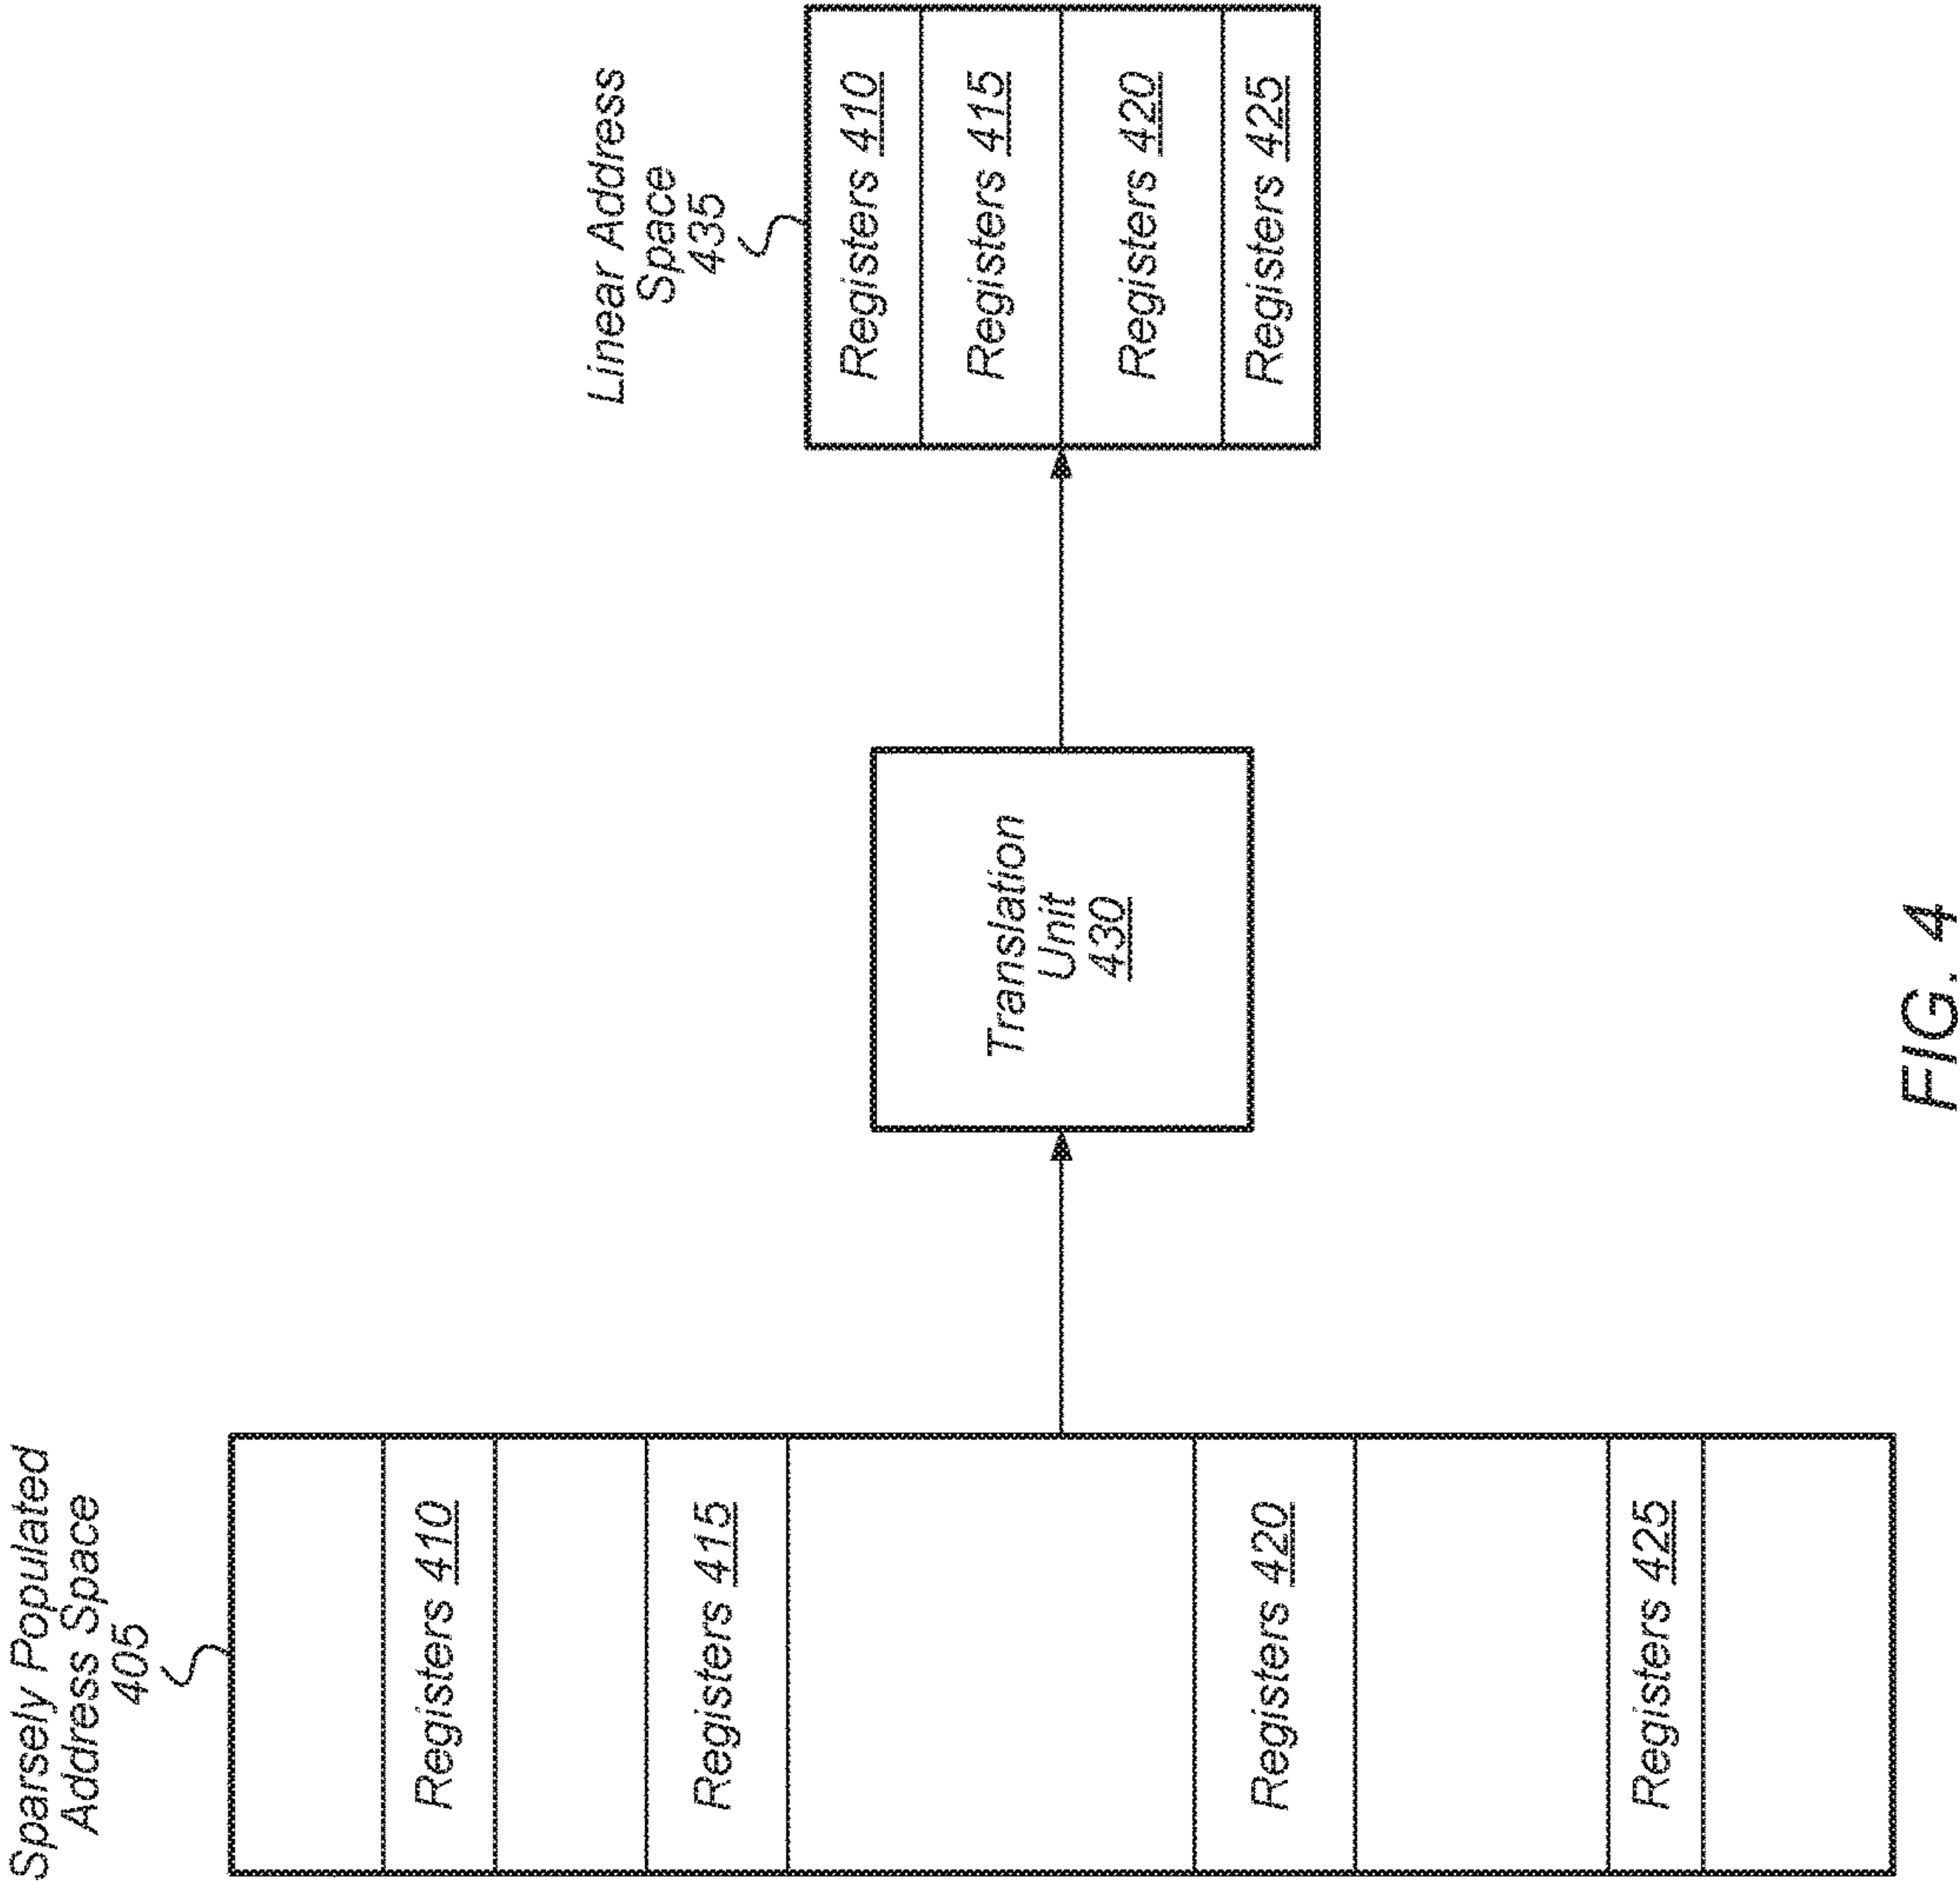 Sparsely Populated
Address Space
405
Registers 410
Registers 415
Registers 420
Registers 425
Translation
Unit
430
Linear Address
Space
435
Registers 410
Registers 415
Registers 420
Registers 425
FIG. 4